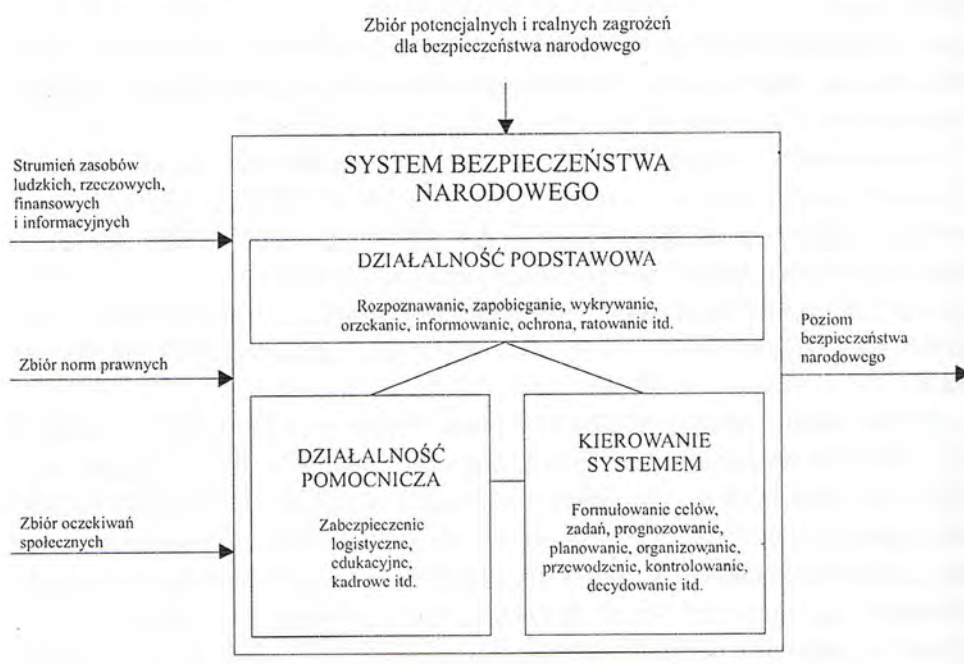 Zbiór potencjalnych i realnych zagrożeń
dla bezpieczeństwa narodowego
Strumień zasobów
ludzkich, rzeczowych,
finansowych
i informacyjnych
Zbiór norm prawnych
Zbiór oczekiwań
społecznych
SYSTEM BEZPIECZEŃSTWA
NARODOWEGO
DZIAŁALNOŚĆ PODSTAWOWA
Rozpoznawanie, zapobieganie, wykrywanie,
orzekanie, informowanie, ochrona, ratowanie itd.
DZIAŁALNOŚĆ
POMOCNICZA
Zabezpieczenie
logistyczne,
edukacyjne,
kadrowe itd.
KIEROWANIE
SYSTEMEM
Formułowanie celów,
zadań, prognozowanie,
planowanie, organizowanie,
przewodzenie, kontrolowanie,
decydowanie itd.
Poziom
bezpieczeństwa
narodowego